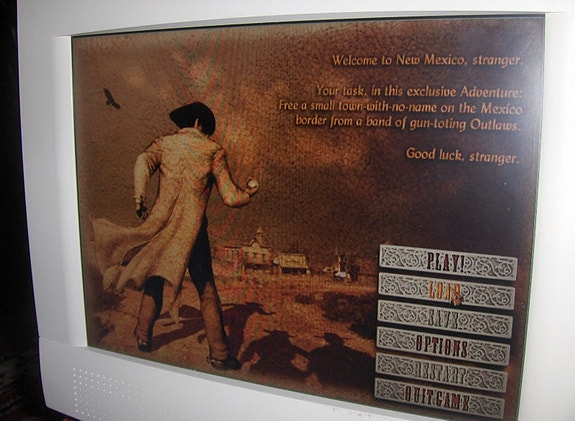 Welcome to New Mexico, stranger.
Your task, in this exclusive Adventure:
Free a small town-with-no-name on the Mexico
border from a band of gun-toting Outlaws.
Good luck, stranger.
PLAY!
LOAD
SAVE
OPTIONS
RESTART
QUIT GAME